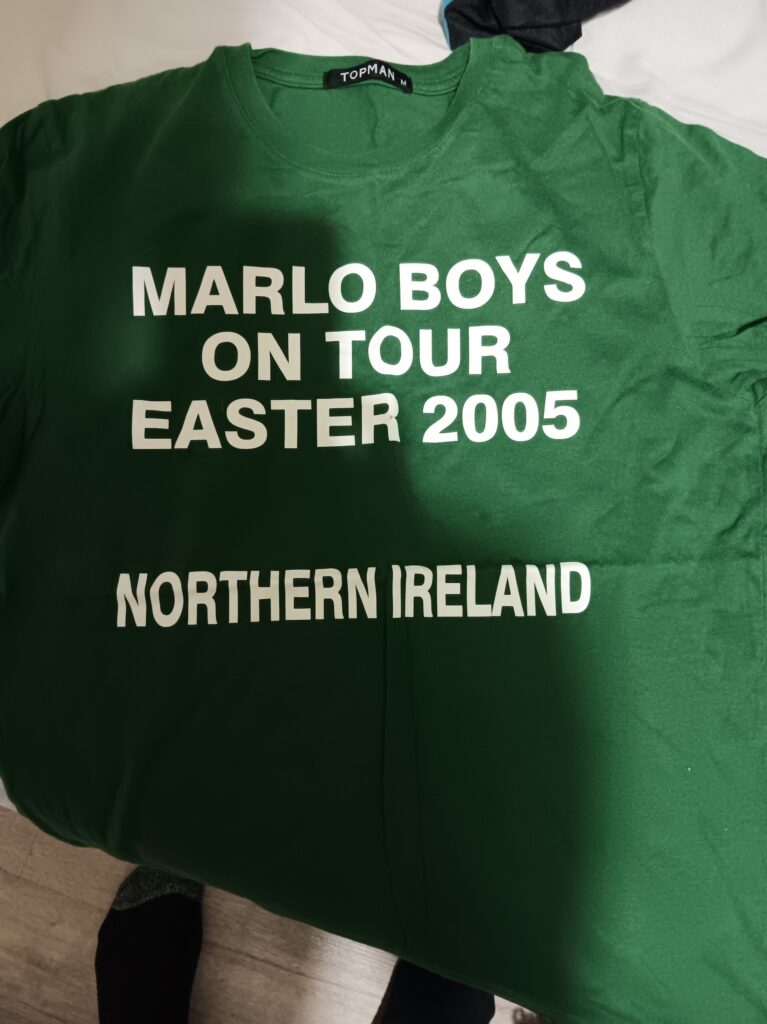 TOPMAN M
MARLO BOYS
ON TOUR
EASTER 2005
NORTHERN IRELAND